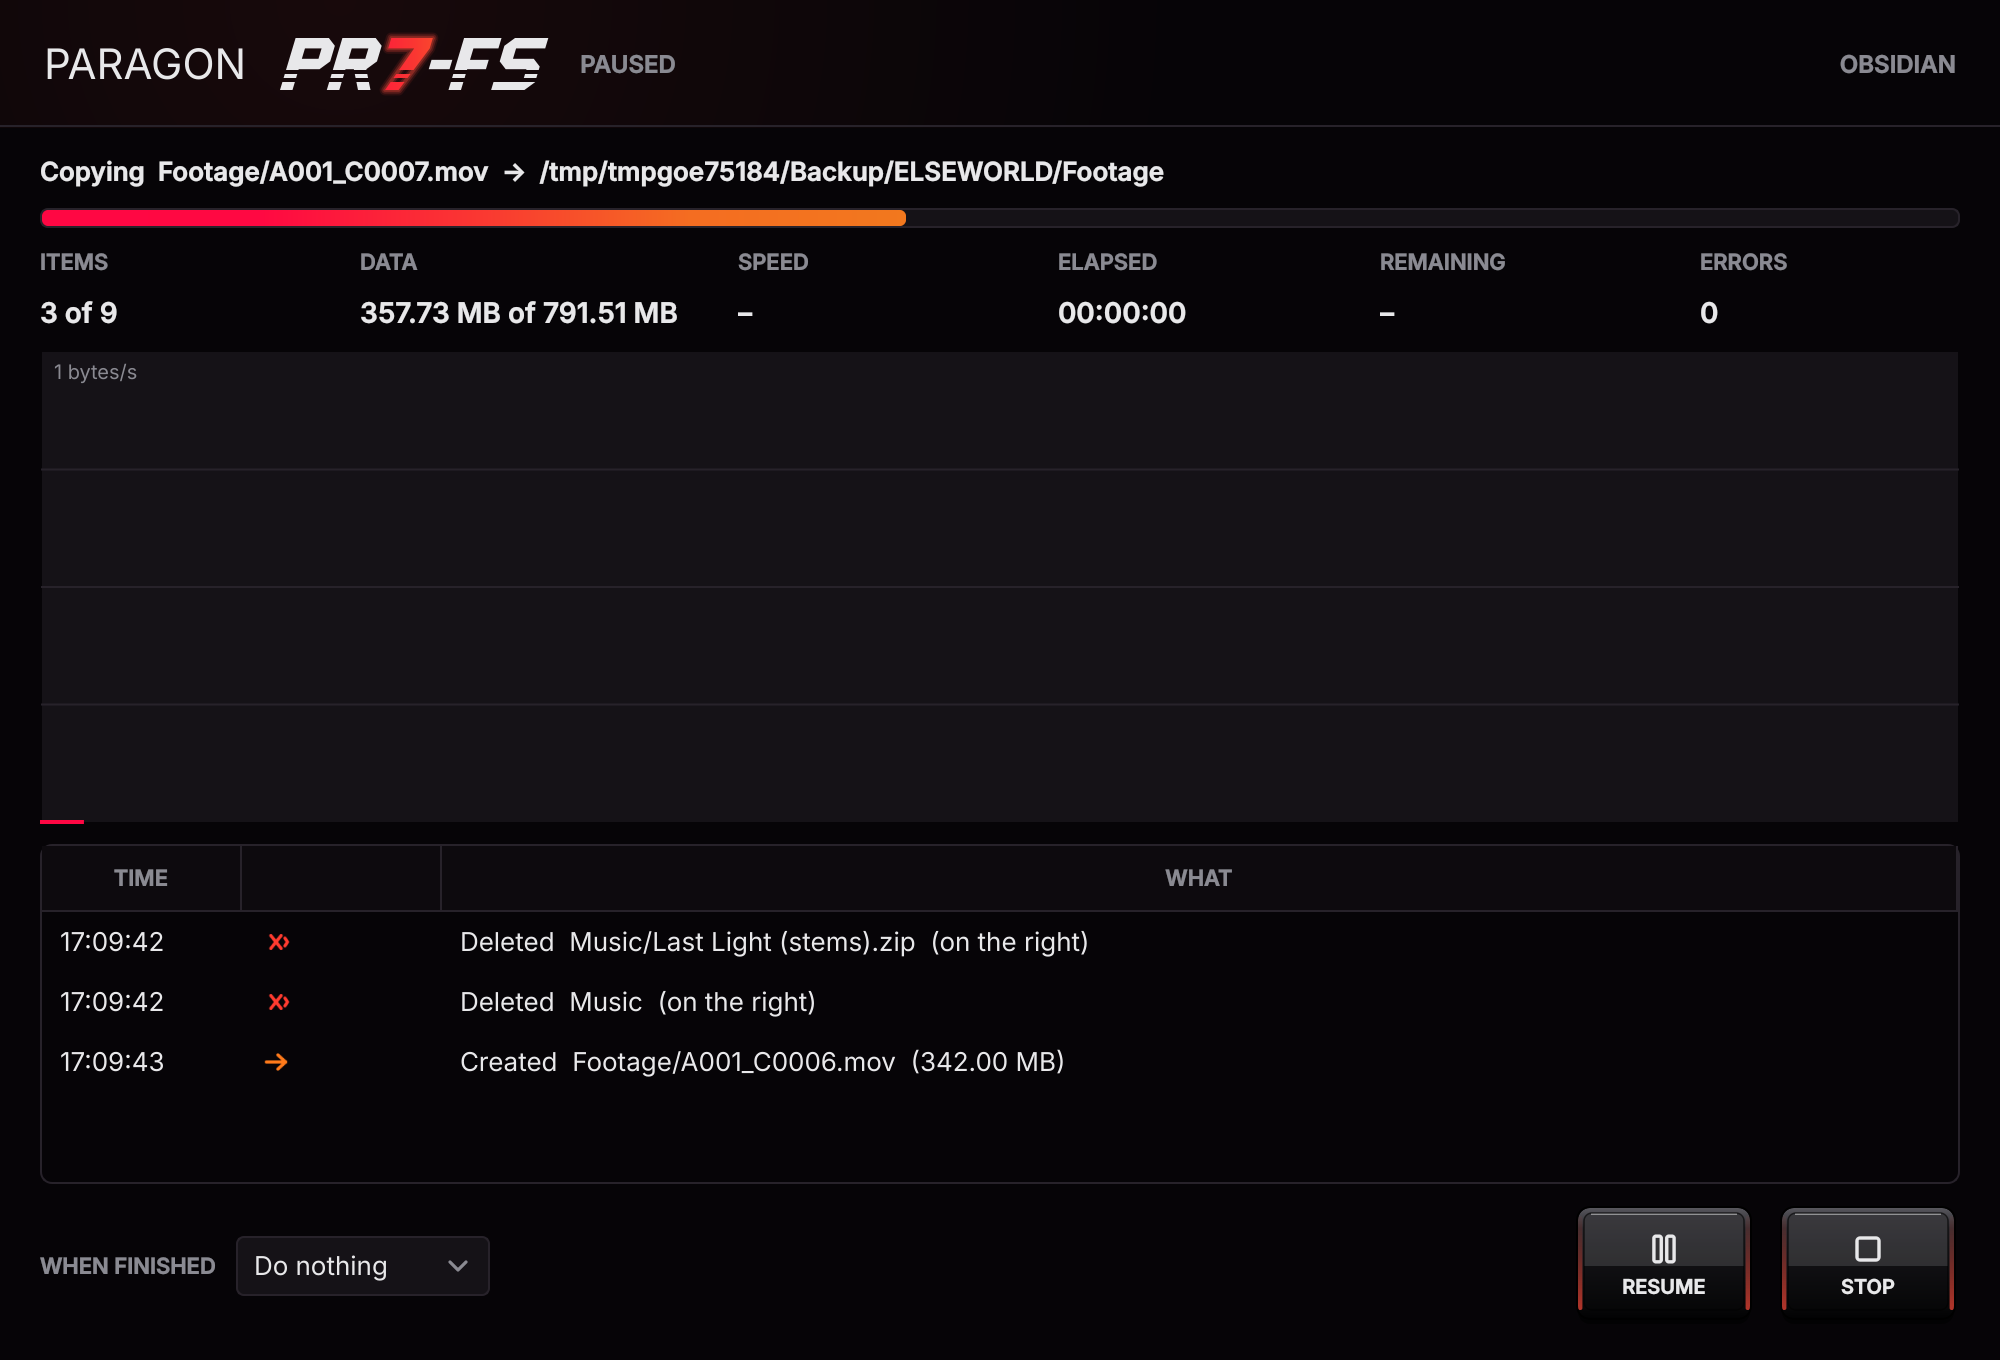 PARAGON PR7-FS PAUSED OBSIDIAN
Copying Footage/A001_C0007.mov → /tmp/tmpgoe75184/Backup/ELSEWORLD/Footage
ITEMS DATA SPEED ELAPSED REMAINING ERRORS
3 of 9 357.73 MB of 791.51 MB – 00:00:00 – 0
1 bytes/s
TIME WHAT
17:09:42 Deleted Music/Last Light (stems).zip (on the right)
17:09:42 Deleted Music (on the right)
17:09:43 → Created Footage/A001_C0006.mov (342.00 MB)
WHEN FINISHED Do nothing
RESUME STOP